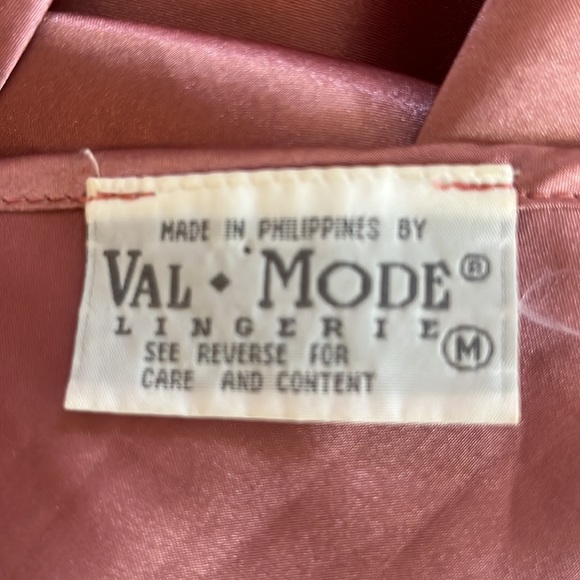 MADE IN PHILIPPINES BY
VAL • MODE®
LINGERIE
M
SEE REVERSE FOR
CARE AND CONTENT